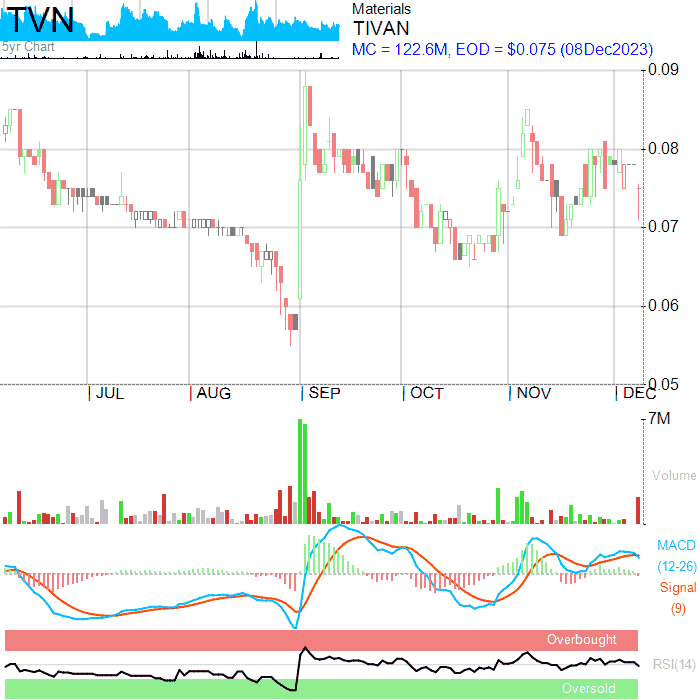 TVN
5yr Chart
Materials
TIVAN
MC = 122.6M, EOD = $0.075 (08Dec2023)
0.09
0.08
0.07
0.06
0.05
JUL AUG SEP OCT NOV DEC
7M
Volume
MACD
(12-26)
Signal
(9)
Overbought
RSI(14)
Oversold